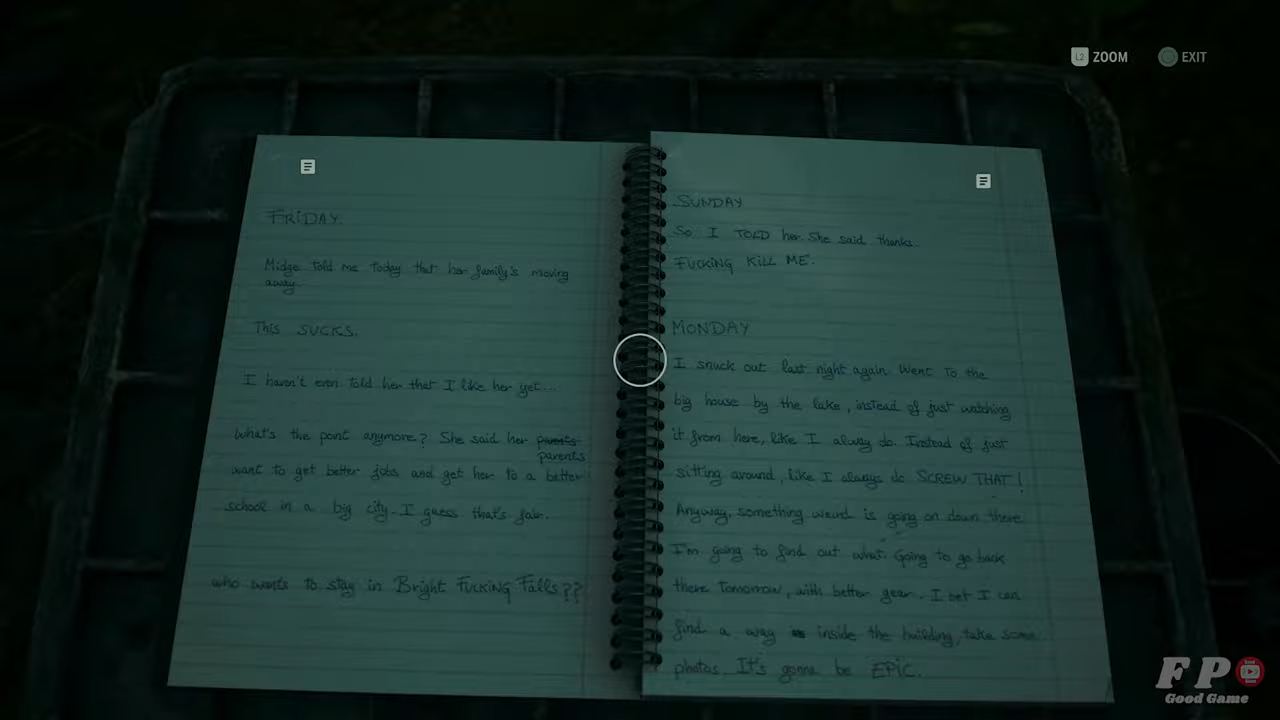 L2 ZOOM EXIT
FRiDAY.
Midge told me today that her family's moving
away.
This SUCKS.
I haven't even told her that I like her yet...
what's the point anymore? She said her parents
parents
want to get better jobs and get her to a better
school in a big city. I guess that's fair.
who wants to stay in Bright FUCKiNG Falls??
SUNDAY
So I TOLD her. She said thanks.
FUCKiNG KiLL ME.
MONDAY
I snuck out last night again. Went to the
big house by the lake, instead of just watching
it from here, like I always do. Instead of just
sitting around, like I always do SCREW THAT!
Anyway, something weird is going on down there
I'm going to find out what. Going to go back
there tomorrow, with better gear. I bet I can
find a way inside the building, take some
photos. It's gonna be EPiC.
FP
Good Game